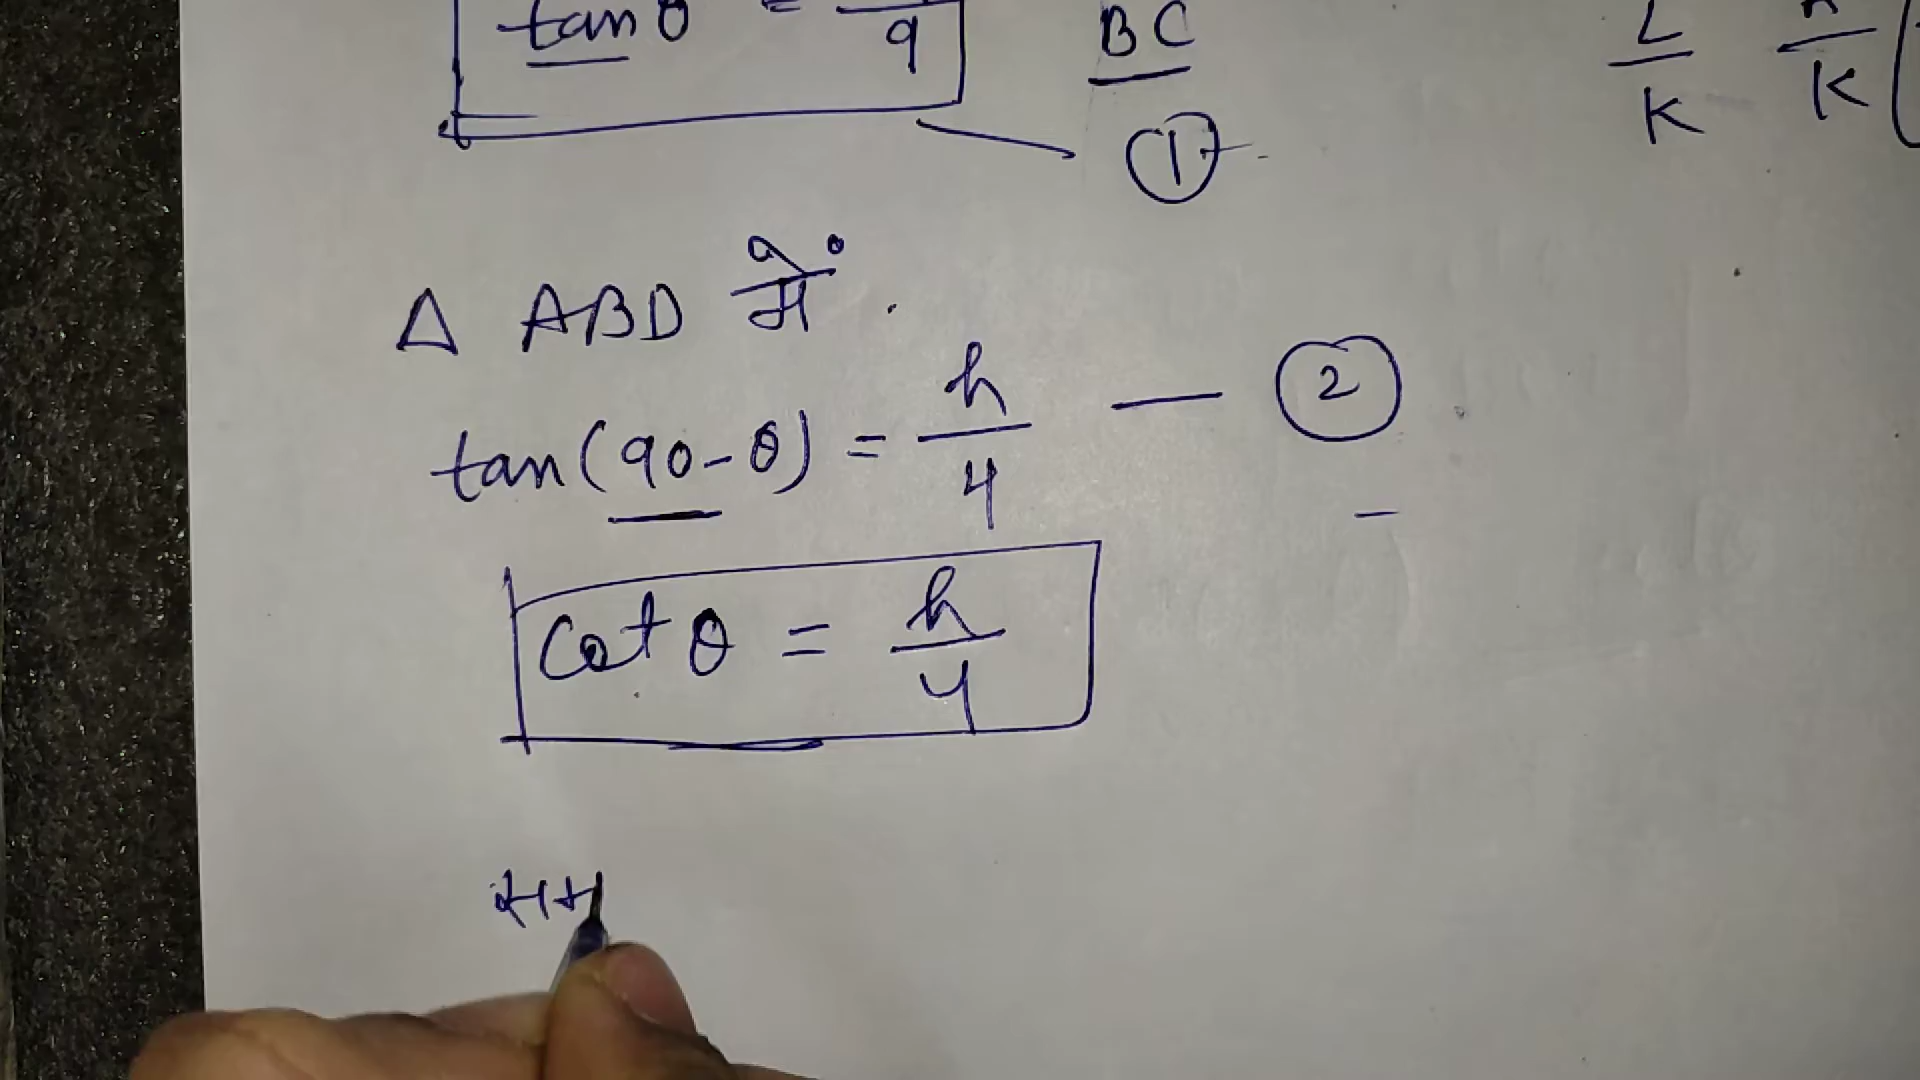 tan θ = /9
BC
L/K
K
①
Δ ABD में .
tan(90-θ) = h/4 — ②
Cot θ = h/4
सम